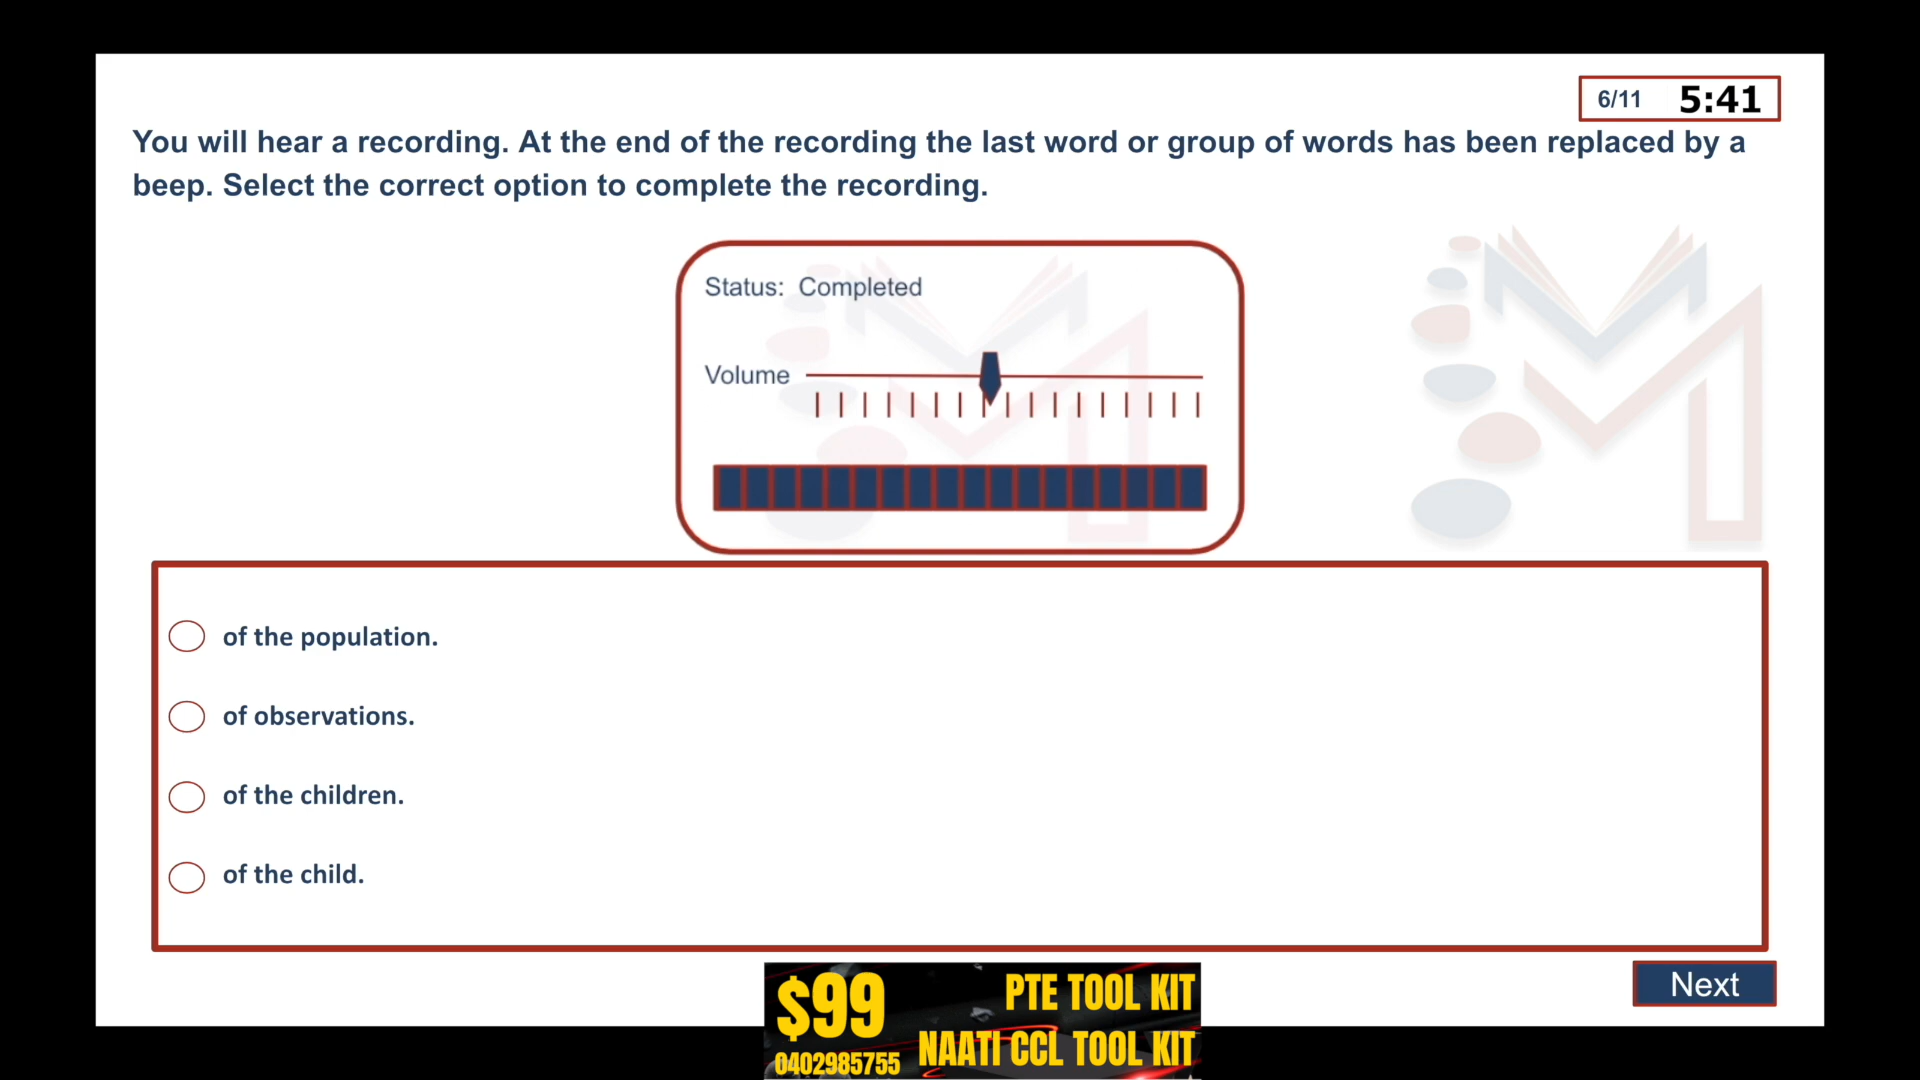 6/11 5:41
You will hear a recording. At the end of the recording the last word or group of words has been replaced by a
beep. Select the correct option to complete the recording.
Status: Completed
Volume
of the population.
of observations.
of the children.
of the child.
Next
$99 PTE TOOL KIT
0402985755 NAATI CCL TOOL KIT